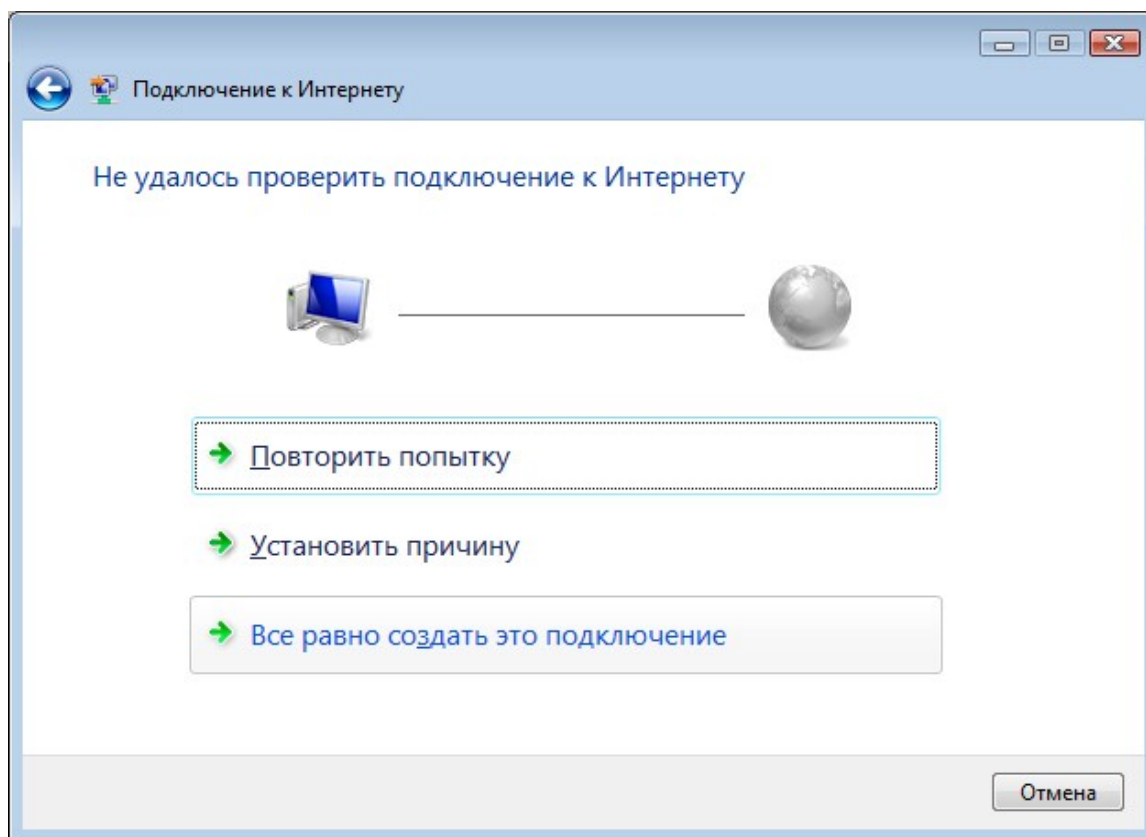 Подключение к Интернету
Не удалось проверить подключение к Интернету
Повторить попытку
Установить причину
Все равно создать это подключение
Отмена